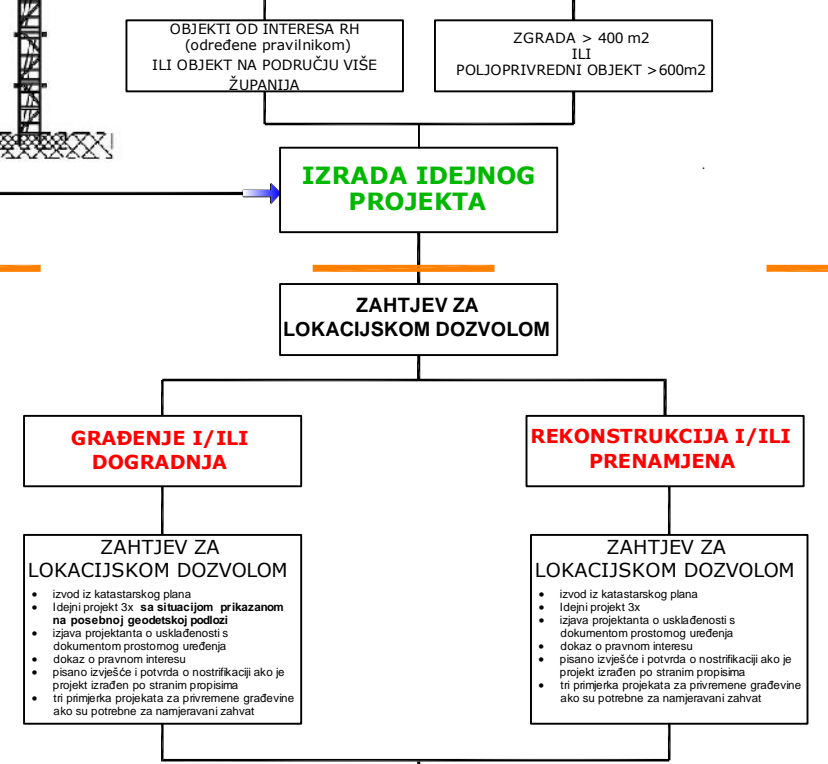 OBJEKTI OD INTERESA RH
(određene pravilnikom)
ILI OBJEKT NA PODRUČJU VIŠE
ŽUPANIJA
ZGRADA > 400 m2
ILI
POLJOPRIVREDNI OBJEKT >600m2
IZRADA IDEJNOG
PROJEKTA
ZAHTJEV ZA
LOKACIJSKOM DOZVOLOM
GRAĐENJE I/ILI
DOGRADNJA
REKONSTRUKCIJA I/ILI
PRENAMJENA
ZAHTJEV ZA
LOKACIJSKOM DOZVOLOM
• izvod iz katastarskog plana
• Idejni projekt 3x sa situacijom prikazanom
na posebnoj geodetskoj podlozi
• izjava projektanta o usklađenosti s
dokumentom prostornog uređenja
• dokaz o pravnom interesu
• pisano izvješće i potvrda o nostrifikaciji ako je
projekt izrađen po stranim propisima
• tri primjerka projekata za privremene građevine
ako su potrebne za namjeravani zahvat
ZAHTJEV ZA
LOKACIJSKOM DOZVOLOM
• izvod iz katastarskog plana
• Idejni projekt 3x
• izjava projektanta o usklađenosti s
dokumentom prostornog uređenja
• dokaz o pravnom interesu
• pisano izvješće i potvrda o nostrifikaciji ako je
projekt izrađen po stranim propisima
• tri primjerka projekata za privremene građevine
ako su potrebne za namjeravani zahvat